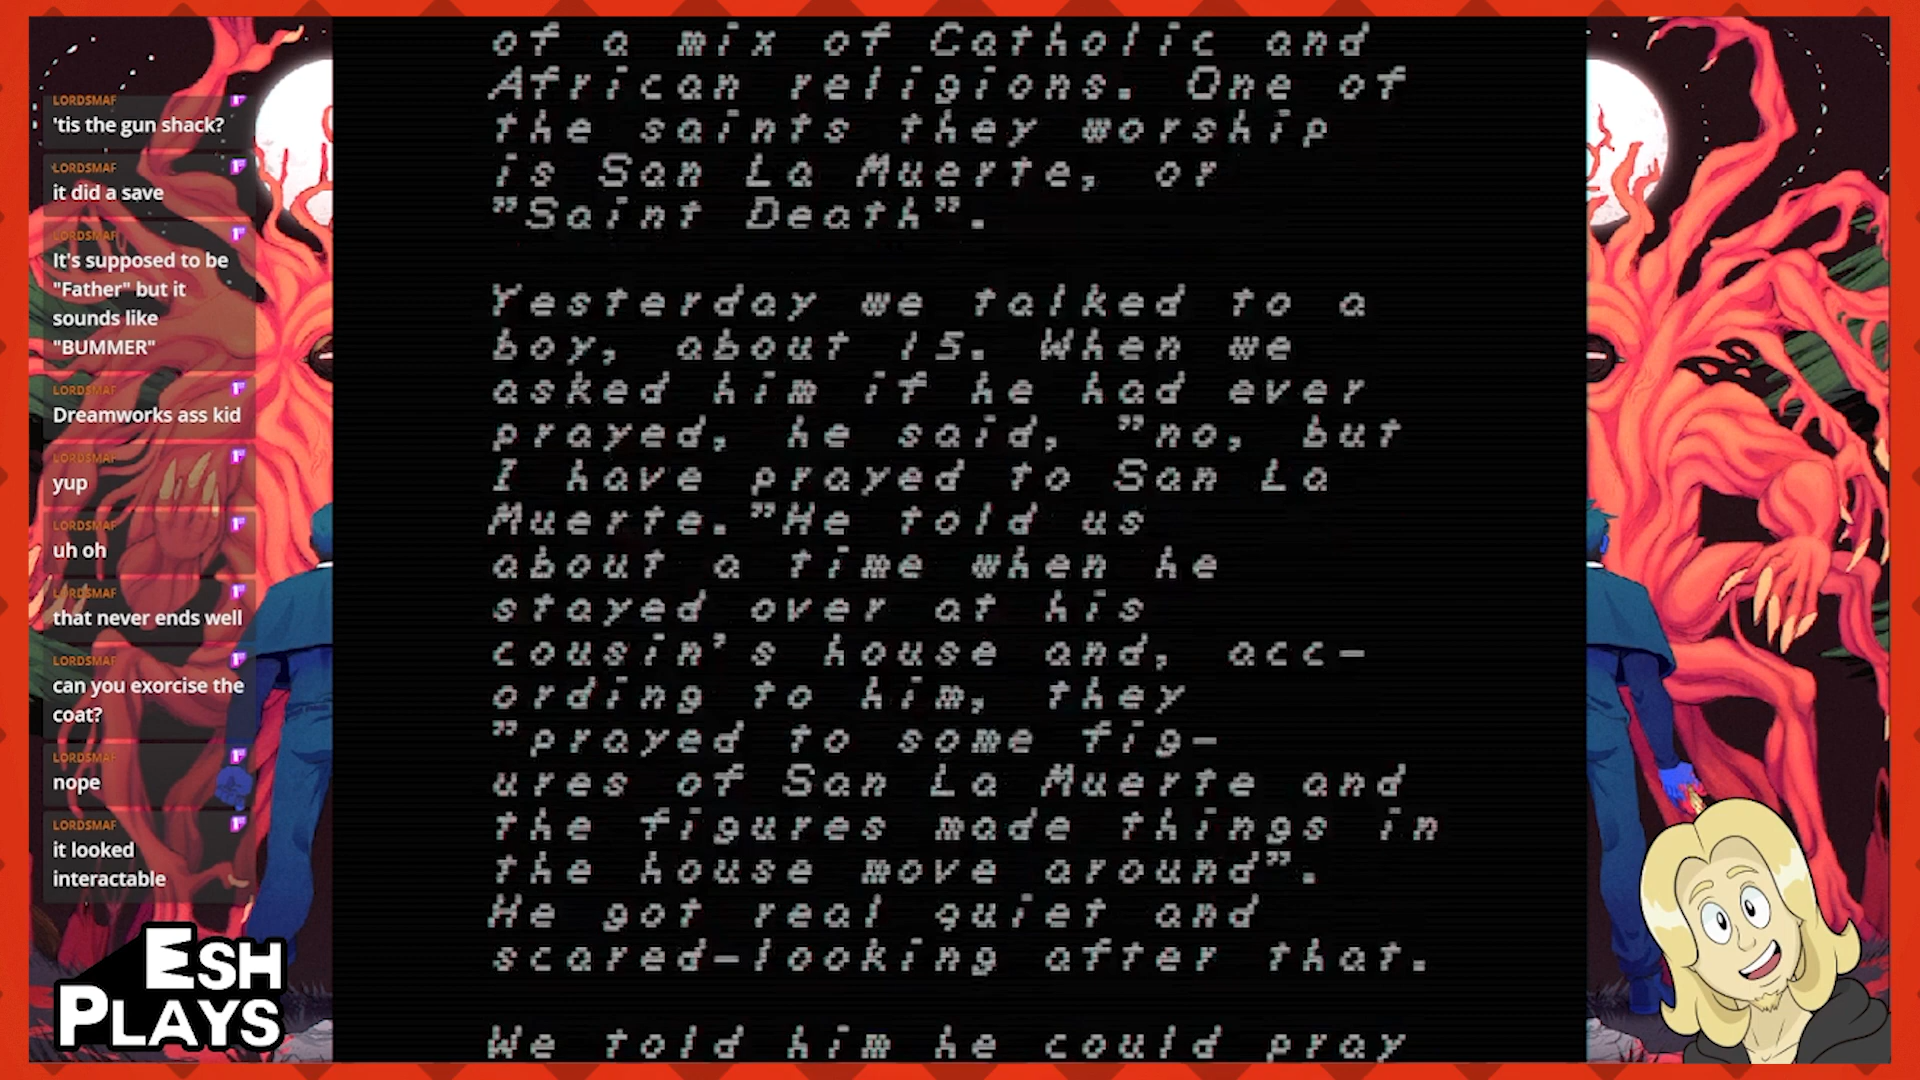 LORDSMAF
'tis the gun shack?
LORDSMAF
it did a save
LORDSMAF
It's supposed to be
"Father" but it
sounds like
"BUMMER"
LORDSMAF
Dreamworks ass kid
LORDSMAF
yup
LORDSMAF
uh oh
LORDSMAF
that never ends well
LORDSMAF
can you exorcise the
coat?
LORDSMAF
nope
LORDSMAF
it looked
interactable
ESH
PLAYS
of a mix of Catholic and
African religions. One of
the saints they worship
is San La Muerte, or
"Saint Death".
Yesterday we talked to a
boy, about 15. When we
asked him if he had ever
prayed, he said, "no, but
I have prayed to San La
Muerte."He told us
about a time when he
stayed over at his
cousin's house and, acc-
ording to him, they
"prayed to some fig-
ures of San La Muerte and
the figures made things in
the house move around".
He got real quiet and
scared-looking after that.
We told him he could pray